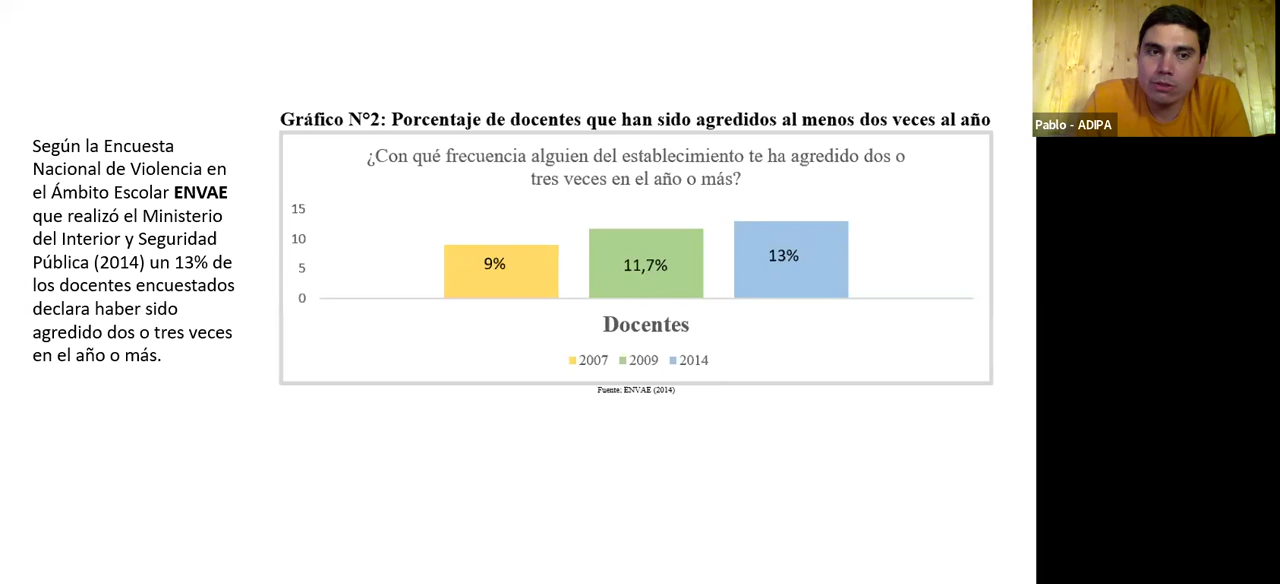 Gráfico N°2: Porcentaje de docentes que han sido agredidos al menos dos veces al año
Según la Encuesta
Nacional de Violencia en
el Ámbito Escolar ENVAE
que realizó el Ministerio
del Interior y Seguridad
Pública (2014) un 13% de
los docentes encuestados
declara haber sido
agredido dos o tres veces
en el año o más.
¿Con qué frecuencia alguien del establecimiento te ha agredido dos o
tres veces en el año o más?
15
10
5
0
9%
11,7%
13%
Docentes
2007 2009 2014
Fuente: ENVAE (2014)
Pablo - ADIPA